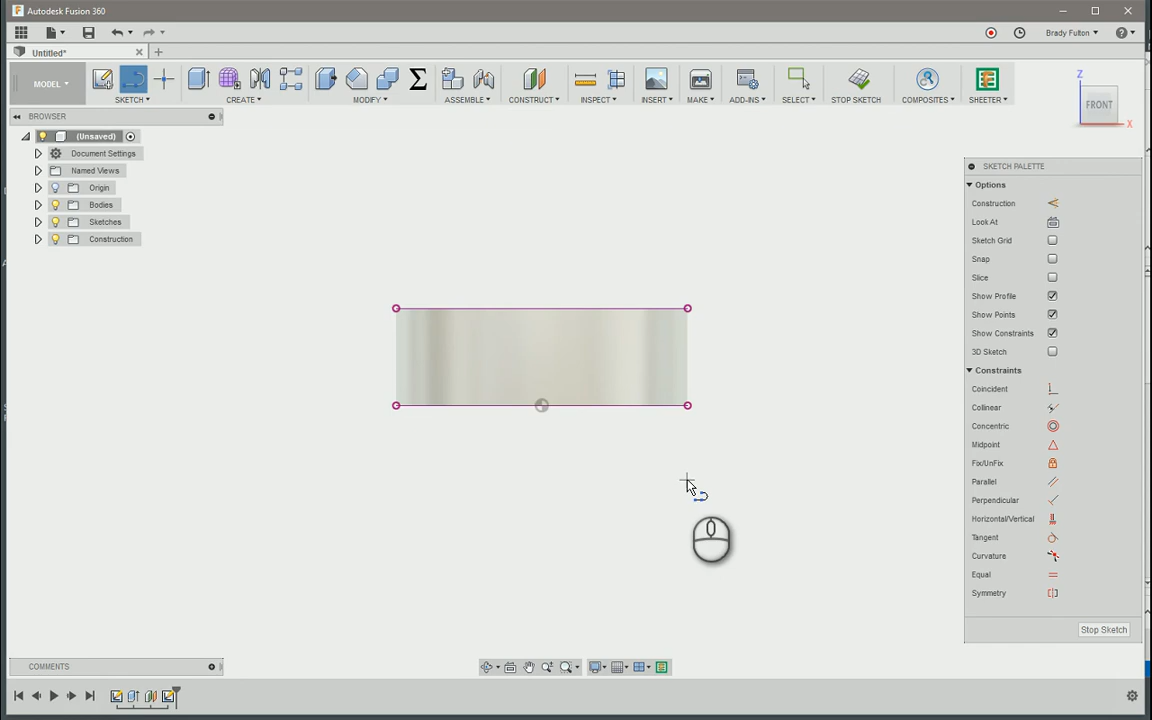 Autodesk Fusion 360
Brady Fulton
Untitled*
MODEL
SKETCH
CREATE
MODIFY
ASSEMBLE
CONSTRUCT
INSPECT
INSERT
MAKE
ADD-INS
SELECT
STOP SKETCH
COMPOSITES
SHEETER
Z
FRONT
X
BROWSER
(Unsaved)
Document Settings
Named Views
Origin
Bodies
Sketches
Construction
SKETCH PALETTE
Options
Construction
Look At
Sketch Grid
Snap
Slice
Show Profile
Show Points
Show Constraints
3D Sketch
Constraints
Coincident
Collinear
Concentric
Midpoint
Fix/UnFix
Parallel
Perpendicular
Horizontal/Vertical
Tangent
Curvature
Equal
Symmetry
Stop Sketch
COMMENTS